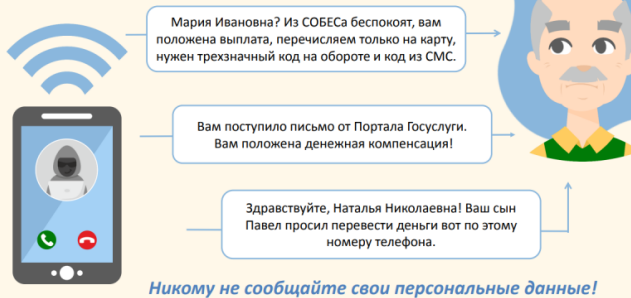 Мария Ивановна? Из СОБЕСа беспокоят, вам
положена выплата, перечисляем только на карту,
нужен трехзначный код на обороте и код из СМС.
Вам поступило письмо от Портала Госуслуги.
Вам положена денежная компенсация!
Здравствуйте, Наталья Николаевна! Ваш сын
Павел просил перевести деньги вот по этому
номеру телефона.
Никому не сообщайте свои персональные данные!